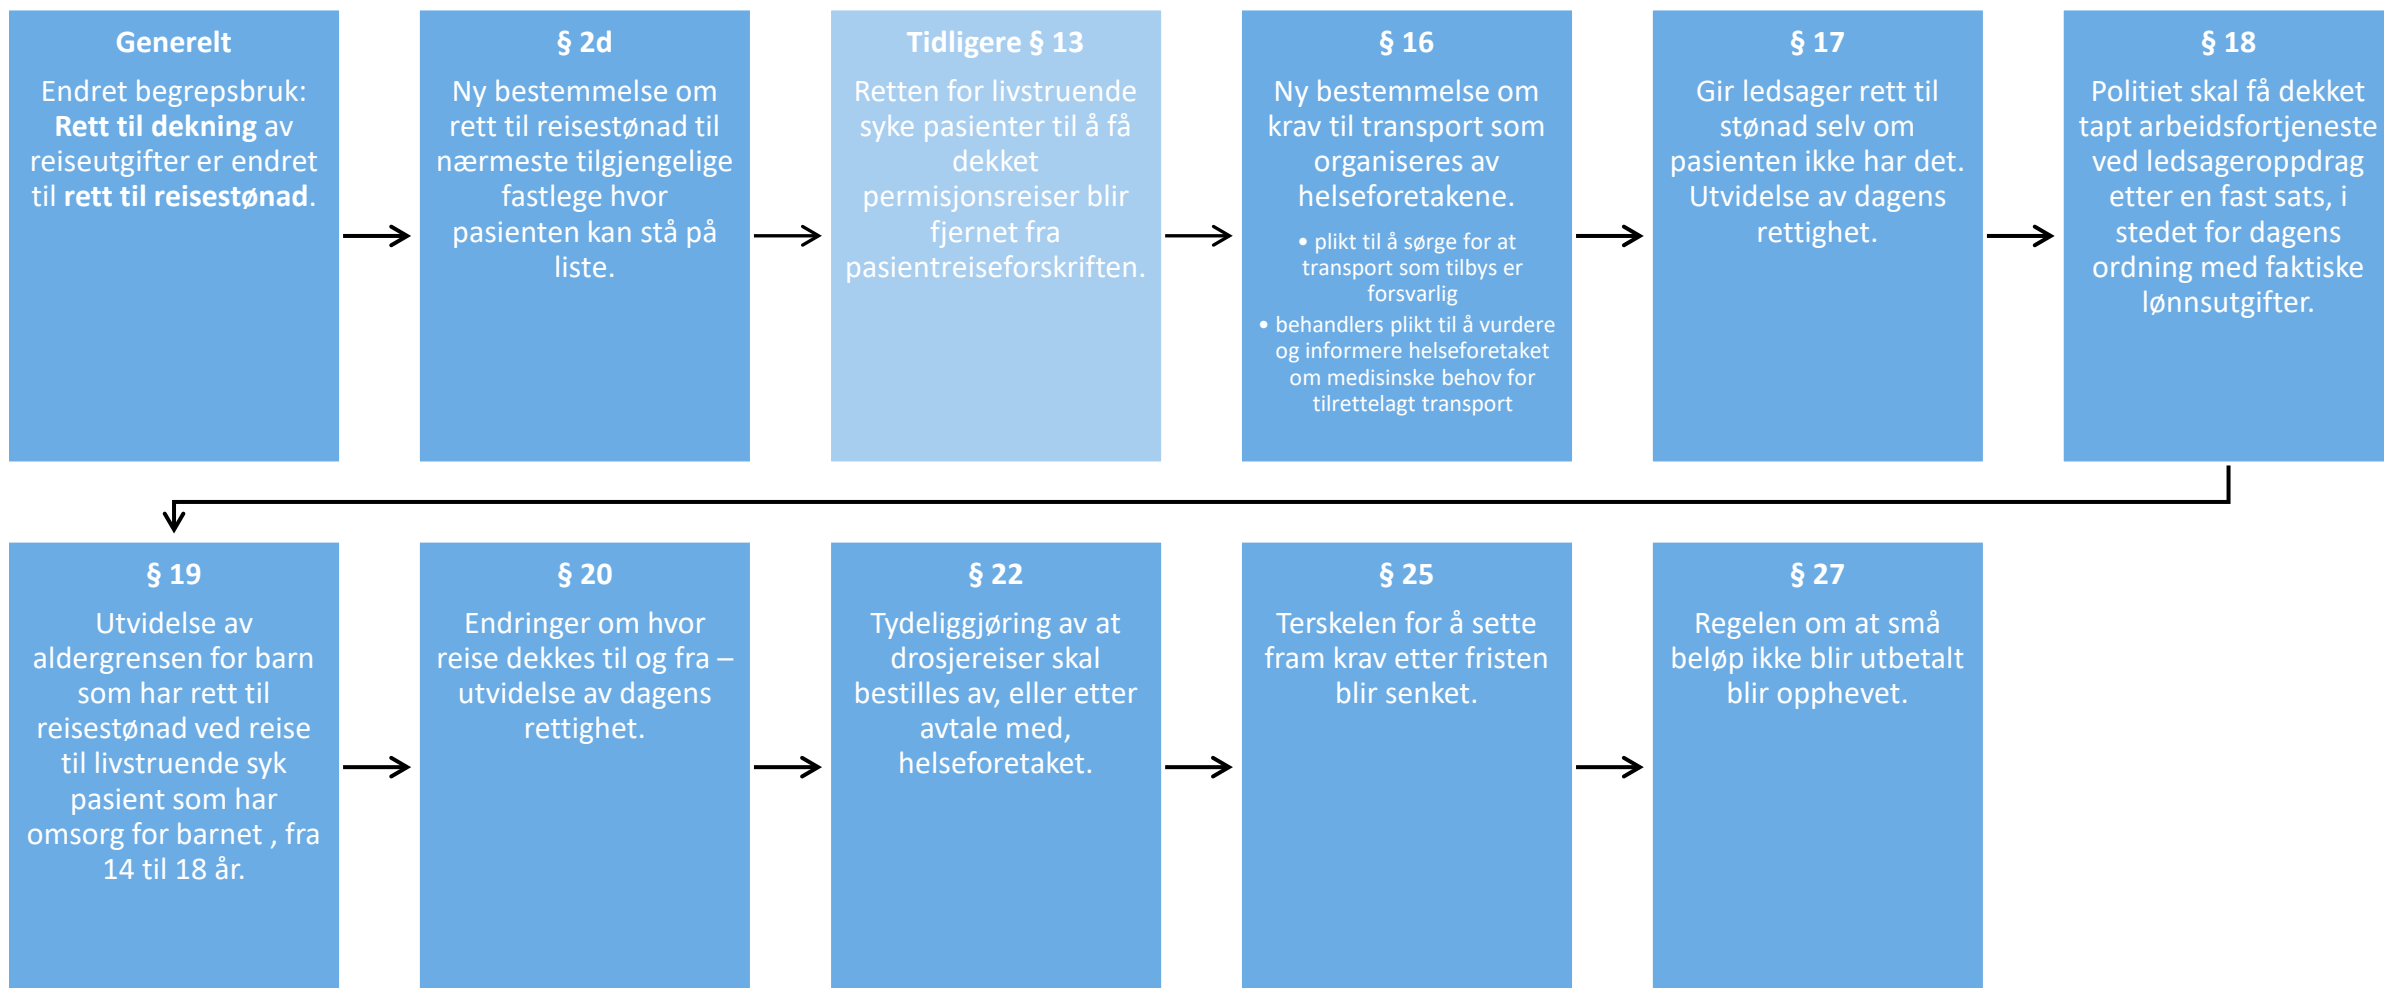 Generelt
Endret begrepsbruk:
Rett til dekning av
reiseutgifter er endret
til rett til reisestønad.
§ 2d
Ny bestemmelse om
rett til reisestønad til
nærmeste tilgjengelige
fastlege hvor
pasienten kan stå på
liste.
Tidligere § 13
Retten for livstruende
syke pasienter til å få
dekket
permisjonsreiser blir
fjernet fra
pasientreiseforskriften.
§ 16
Ny bestemmelse om
krav til transport som
organiseres av
helseforetakene.
• plikt til å sørge for at
transport som tilbys er
forsvarlig
• behandlers plikt til å vurdere
og informere helseforetaket
om medisinske behov for
tilrettelagt transport
§ 17
Gir ledsager rett til
stønad selv om
pasienten ikke har det.
Utvidelse av dagens
rettighet.
§ 18
Politiet skal få dekket
tapt arbeidsfortjeneste
ved ledsageroppdrag
etter en fast sats, i
stedet for dagens
ordning med faktiske
lønnsutgifter.
§ 19
Utvidelse av
aldergrensen for barn
som har rett til
reisestønad ved reise
til livstruende syk
pasient som har
omsorg for barnet , fra
14 til 18 år.
§ 20
Endringer om hvor
reise dekkes til og fra –
utvidelse av dagens
rettighet.
§ 22
Tydeliggjøring av at
drosjereiser skal
bestilles av, eller etter
avtale med,
helseforetaket.
§ 25
Terskelen for å sette
fram krav etter fristen
blir senket.
§ 27
Regelen om at små
beløp ikke blir utbetalt
blir opphevet.